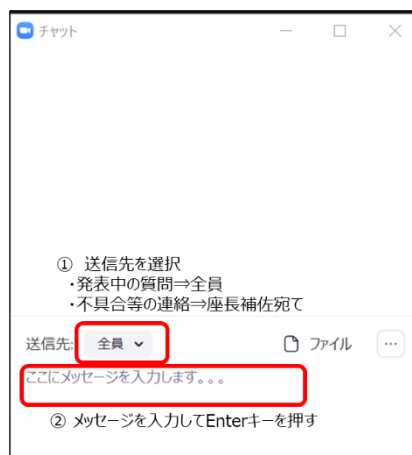 チャット
① 送信先を選択
・発表中の質問⇒全員
・不具合等の連絡⇒座長補佐宛て
送信先: 全員 ファイル ...
ここにメッセージを入力します。。。
② メッセージを入力してEnterキーを押す